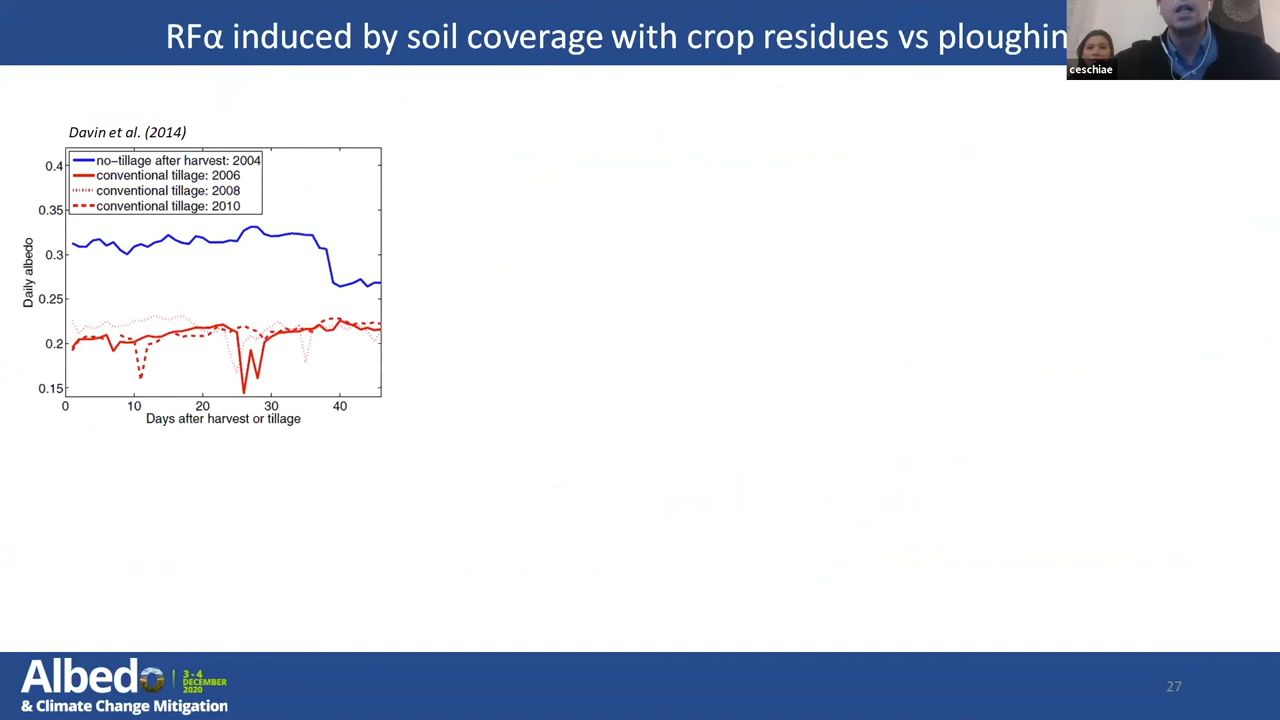 RFα induced by soil coverage with crop residues vs ploughin
ceschiae
Davin et al. (2014)
no-tillage after harvest: 2004
conventional tillage: 2006
conventional tillage: 2008
conventional tillage: 2010
0.4
0.35
0.3
0.25
0.2
0.15
Daily albedo
0 10 20 30 40
Days after harvest or tillage
Albedo
3 - 4
DECEMBER
2020
& Climate Change Mitigation
27